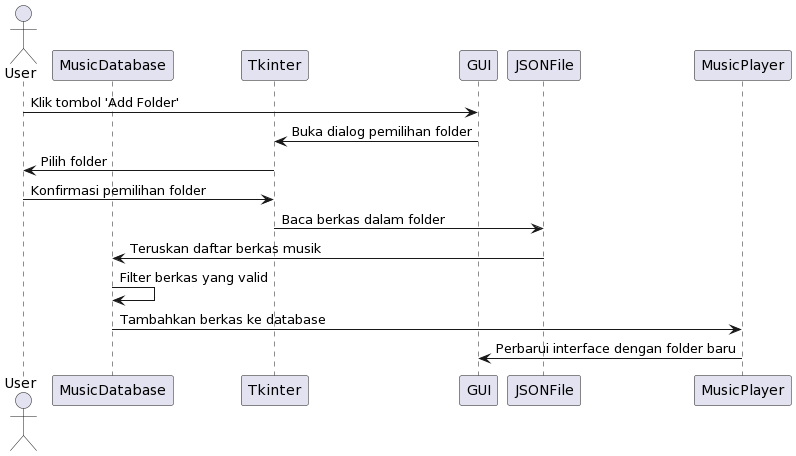 User
MusicDatabase
Tkinter
GUI
JSONFile
MusicPlayer
Klik tombol 'Add Folder'
Buka dialog pemilihan folder
Pilih folder
Konfirmasi pemilihan folder
Baca berkas dalam folder
Teruskan daftar berkas musik
Filter berkas yang valid
Tambahkan berkas ke database
Perbarui interface dengan folder baru
User
MusicDatabase
Tkinter
GUI
JSONFile
MusicPlayer